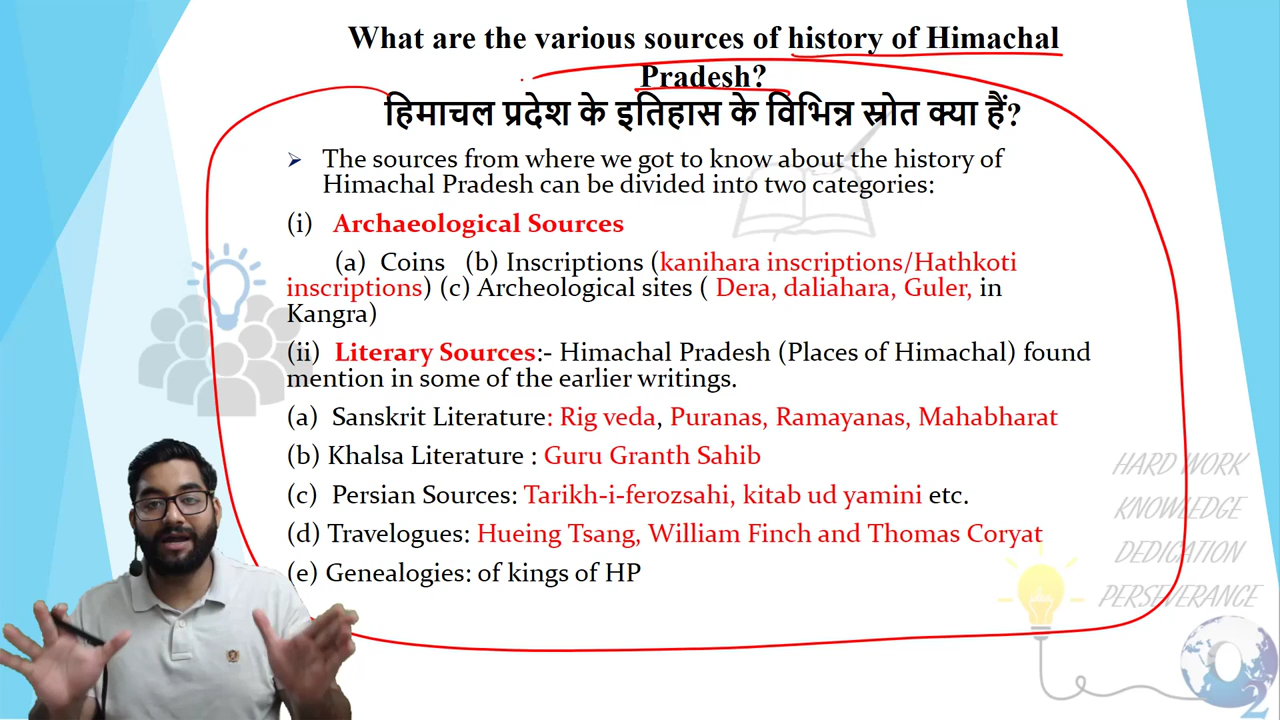 What are the various sources of history of Himachal
Pradesh?
हिमाचल प्रदेश के इतिहास के विभिन्न स्रोत क्या हैं?
The sources from where we got to know about the history of
Himachal Pradesh can be divided into two categories:
(i) Archaeological Sources
(a) Coins (b) Inscriptions (kanihara inscriptions/Hathkoti
inscriptions) (c) Archeological sites ( Dera, daliahara, Guler, in
Kangra)
(ii) Literary Sources:- Himachal Pradesh (Places of Himachal) found
mention in some of the earlier writings.
(a) Sanskrit Literature: Rig veda, Puranas, Ramayanas, Mahabharat
(b) Khalsa Literature : Guru Granth Sahib
(c) Persian Sources: Tarikh-i-ferozsahi, kitab ud yamini etc.
(d) Travelogues: Hueing Tsang, William Finch and Thomas Coryat
(e) Genealogies: of kings of HP
HARD WORK
KNOWLEDGE
DEDICATION
PERSEVERANCE
O2